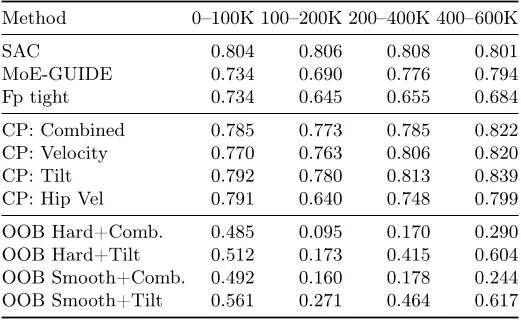 Method 0–100K 100–200K 200–400K 400–600K
SAC 0.804 0.806 0.808 0.801
MoE-GUIDE 0.734 0.690 0.776 0.794
Fp tight 0.734 0.645 0.655 0.684
CP: Combined 0.785 0.773 0.785 0.822
CP: Velocity 0.770 0.763 0.806 0.820
CP: Tilt 0.792 0.780 0.813 0.839
CP: Hip Vel 0.791 0.640 0.748 0.799
OOB Hard+Comb. 0.485 0.095 0.170 0.290
OOB Hard+Tilt 0.512 0.173 0.415 0.604
OOB Smooth+Comb. 0.492 0.160 0.178 0.244
OOB Smooth+Tilt 0.561 0.271 0.464 0.617